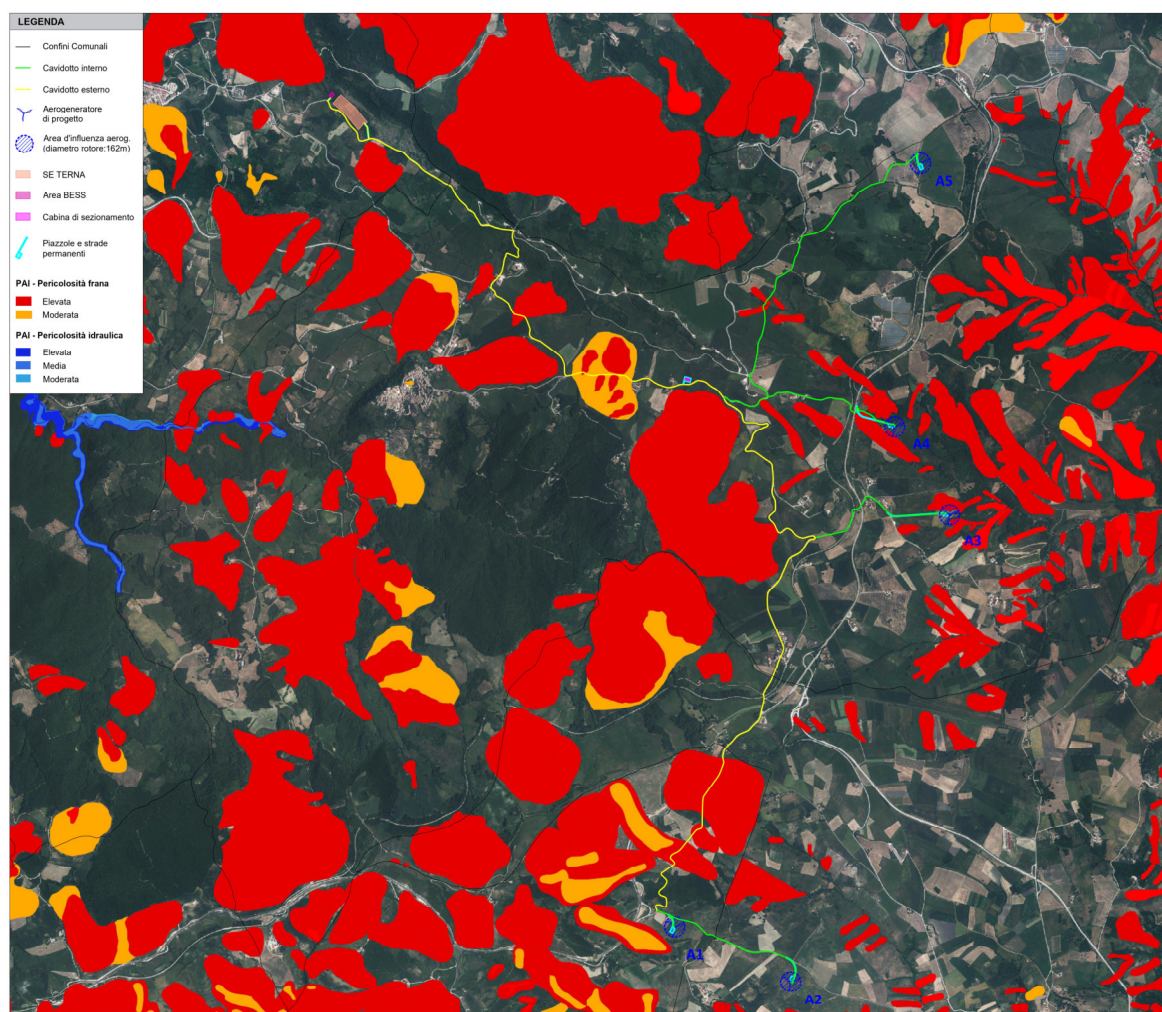 LEGENDA
Confini Comunali
Cavidotto interno
Cavidotto esterno
Aerogeneratore
di progetto
Area d'influenza aerog.
(diametro rotore:162m)
SE TERNA
Area BESS
Cabina di sezionamento
Piazzole e strade
permanenti
PAI - Pericolosità frana
Elevata
Moderata
PAI - Pericolosità idraulica
Elevata
Media
Moderata
A5
A4
A3
A1
A2